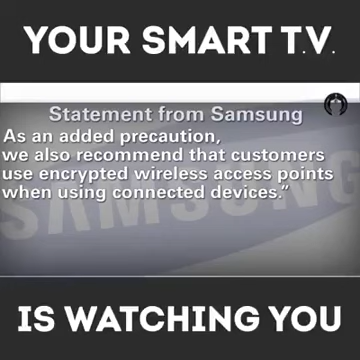 YOUR SMART T.V.
Statement from Samsung
As an added precaution,
we also recommend that customers
use encrypted wireless access points
when using connected devices.”
SAMSUNG
IS WATCHING YOU